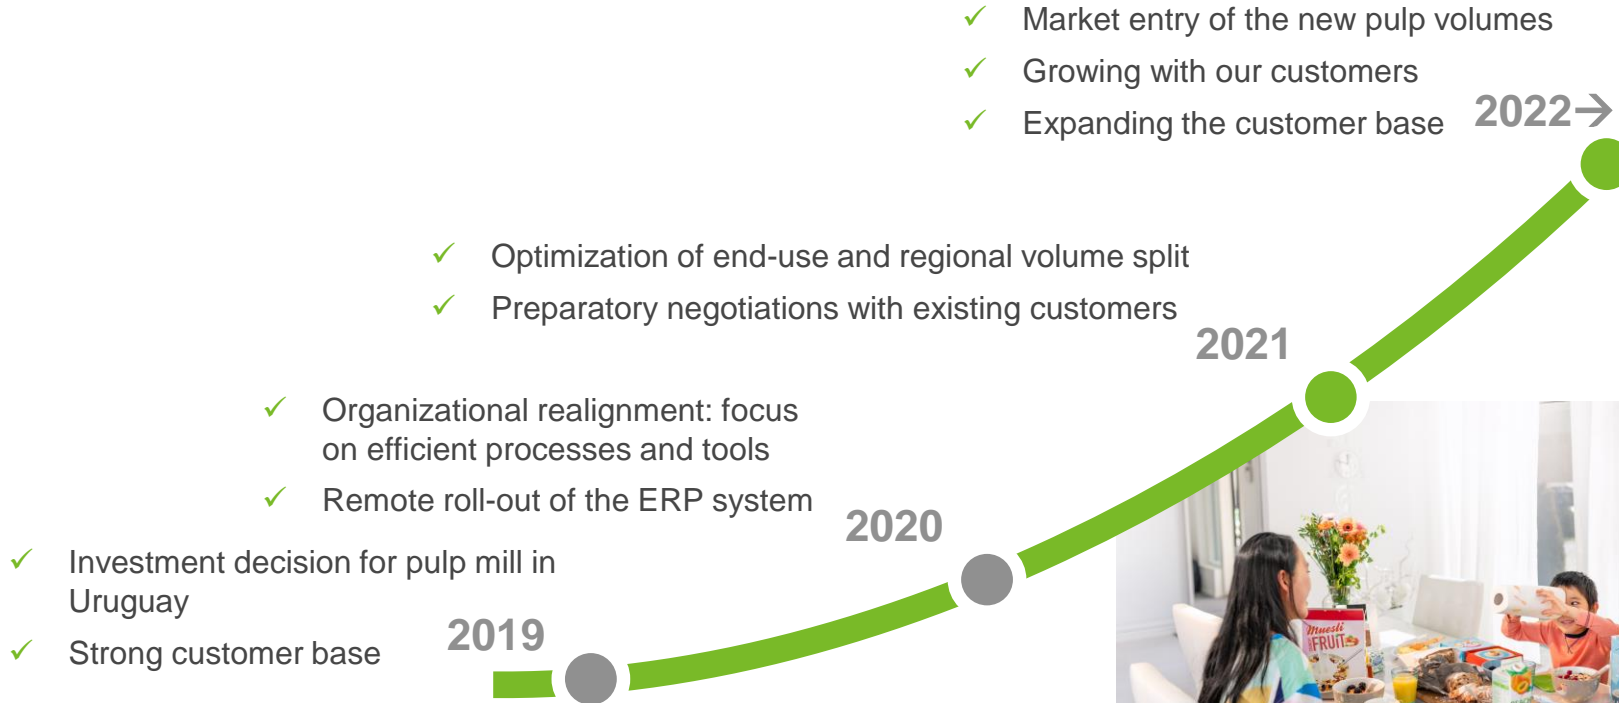 ✓ Market entry of the new pulp volumes
✓ Growing with our customers
✓ Expanding the customer base
2022→
✓ Optimization of end-use and regional volume split
✓ Preparatory negotiations with existing customers
2021
✓ Organizational realignment: focus
on efficient processes and tools
✓ Remote roll-out of the ERP system
2020
✓ Investment decision for pulp mill in
Uruguay
✓ Strong customer base
2019
Muesli
FRUIT